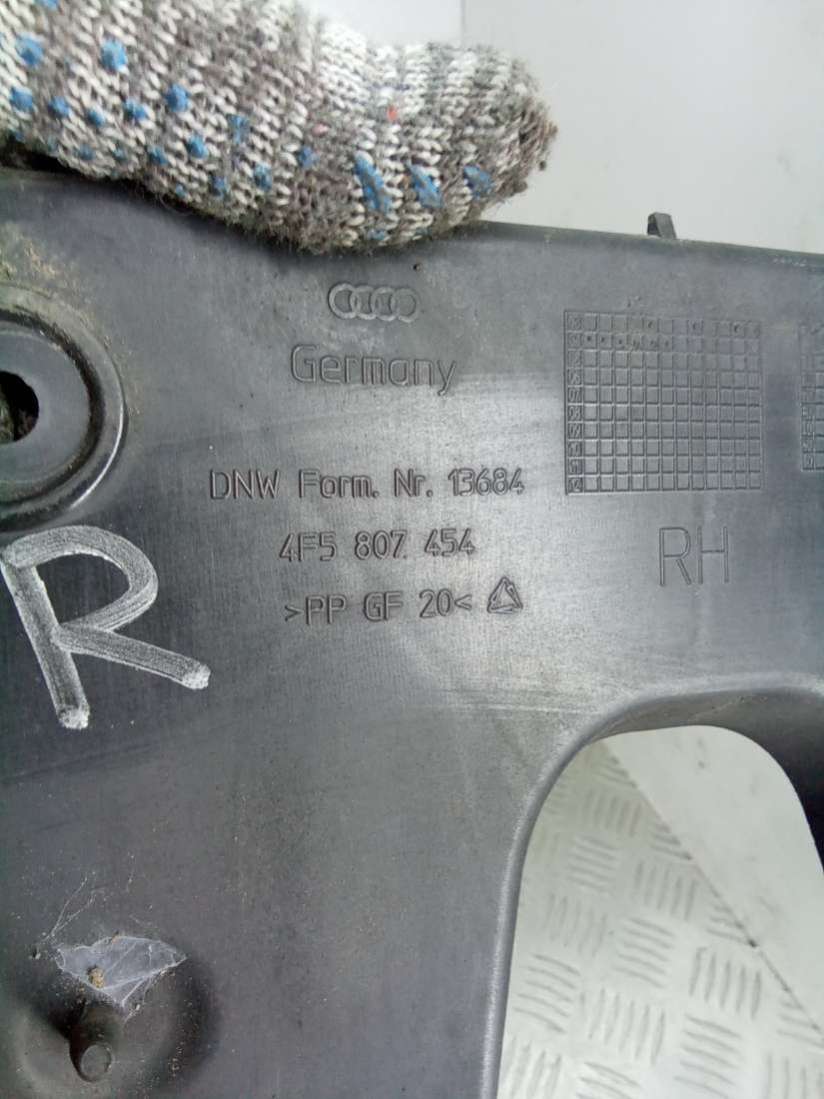 Germany
DNW Form. Nr. 13684
4F5 807 454
RH
>PP GF 20<
R